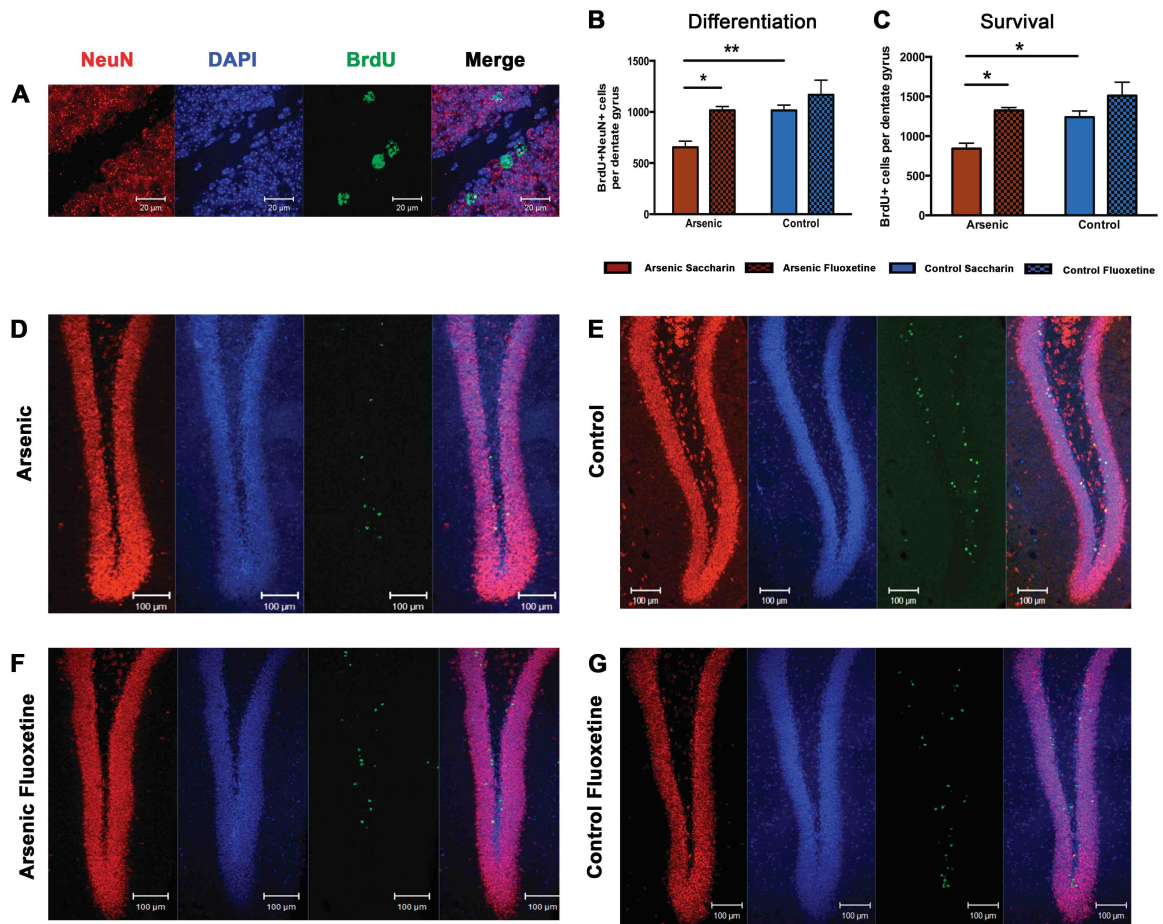 NeuN DAPI BrdU Merge
A
20 µm 20 µm 20 µm 20 µm
B Differentiation
BrdU+NeuN+ cells
per dentate gyrus
1500
1000
500
0
**
*
Arsenic Control
C Survival
BrdU+ cells per dentate gyrus
2000
1500
1000
500
0
*
*
Arsenic Control
Arsenic Saccharin Arsenic Fluoxetine Control Saccharin Control Fluoxetine
D
Arsenic
100 µm 100 µm 100 µm 100 µm
E
Control
100 µm 100 µm 100 µm 100 µm
F
Arsenic Fluoxetine
100 µm 100 µm 100 µm 100 µm
G
Control Fluoxetine
100 µm 100 µm 100 µm 100 µm